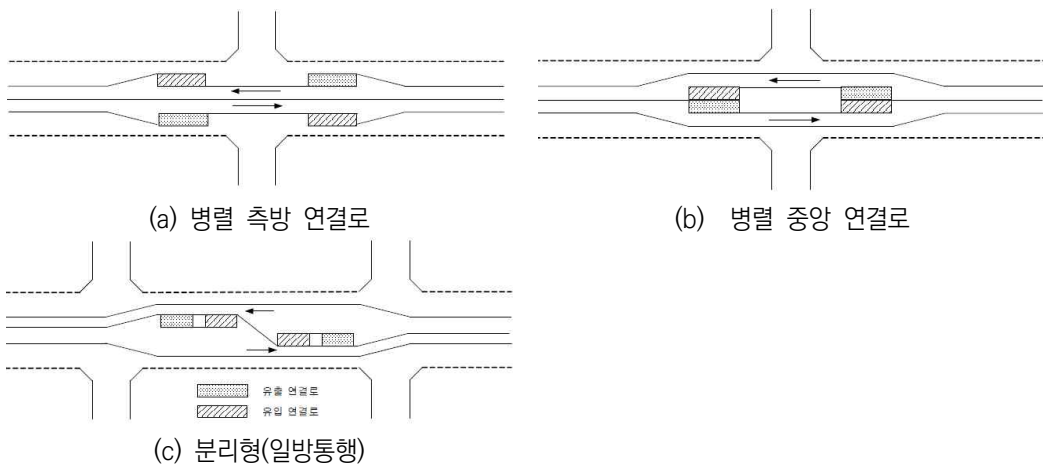 (a) 병렬 측방 연결로
(b) 병렬 중앙 연결로
유출 연결로
유입 연결로
(c) 분리형(일방통행)